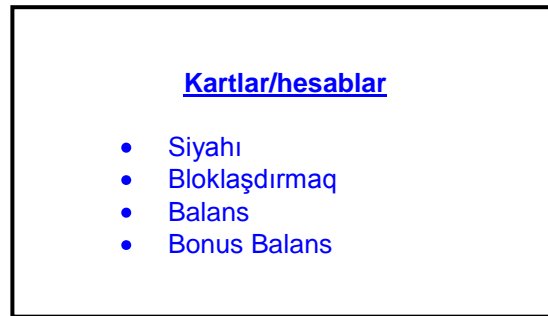 Kartlar/hesablar
• Siyahı
• Bloklaşdırmaq
• Balans
• Bonus Balans